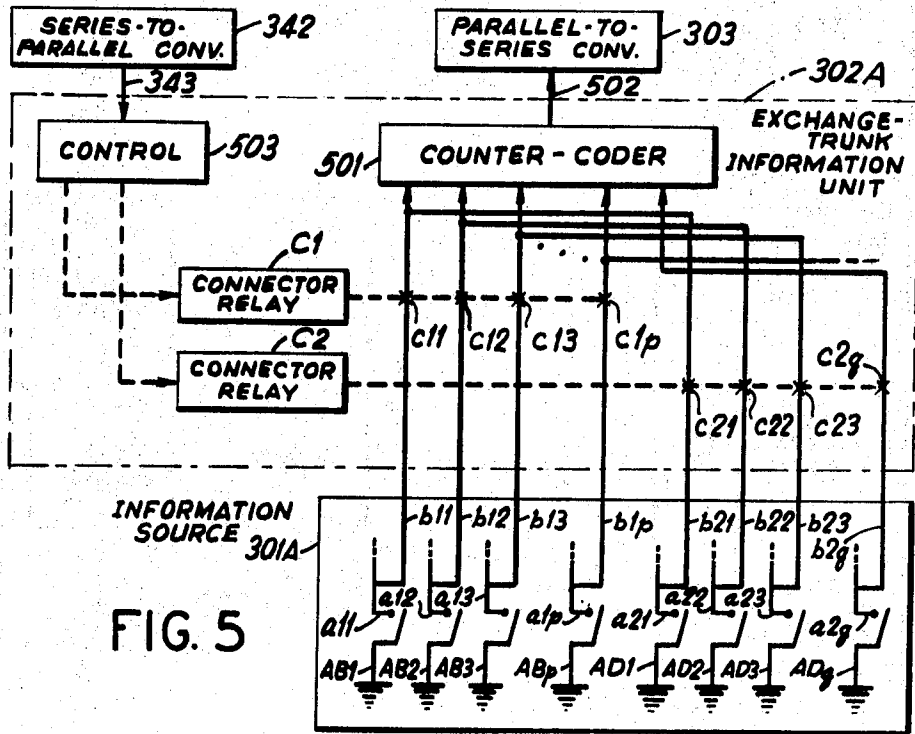 SERIES-TO-
PARALLEL CONV.
342
PARALLEL-TO-
SERIES CONV.
303
343
502
302A
CONTROL
503
501
COUNTER-CODER
EXCHANGE-
TRUNK
INFORMATION
UNIT
C1
CONNECTOR
RELAY
c11
c12
c13
c1p
C2
CONNECTOR
RELAY
c2q
c21
c22
c23
INFORMATION
SOURCE
301A
b11
b12
b13
b1p
b21
b22
b23
b2q
a11
a12
a13
a1p
a21
a22
a23
a2q
AB1
AB2
AB3
ABp
AD1
AD2
AD3
ADq
FIG. 5